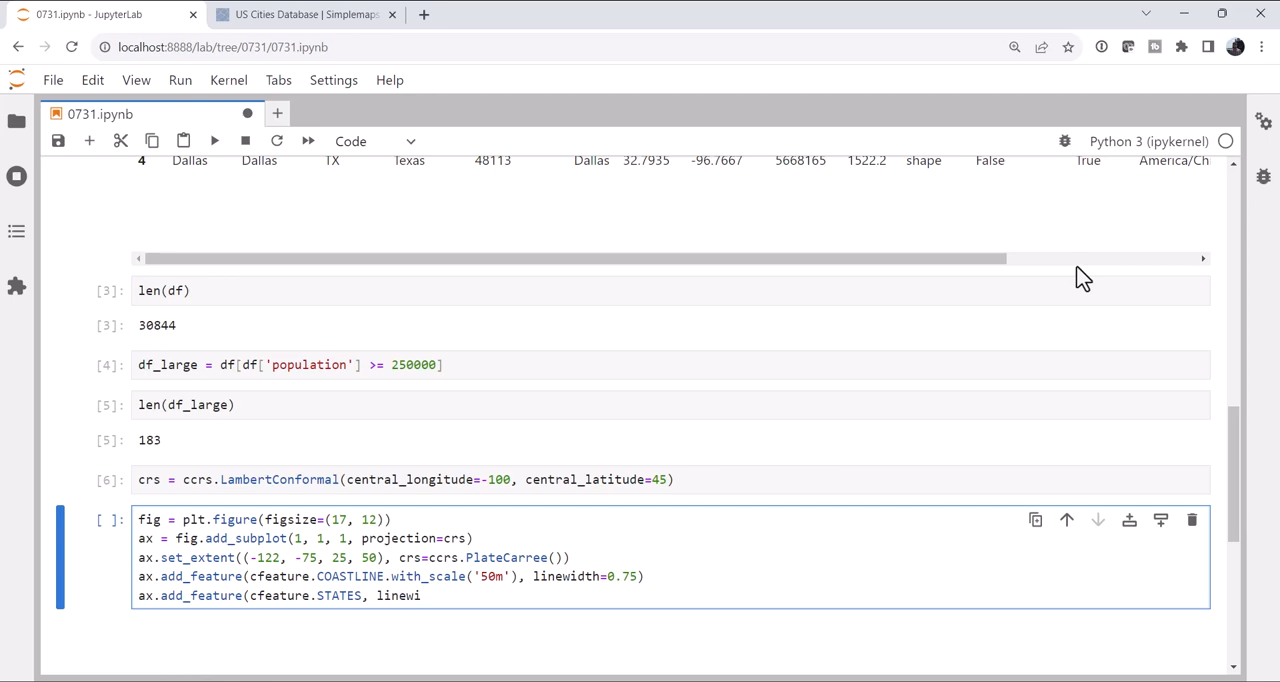 0731.ipynb - JupyterLab
US Cities Database | Simplemaps
localhost:8888/lab/tree/0731/0731.ipynb
File Edit View Run Kernel Tabs Settings Help
0731.ipynb
Code
Python 3 (ipykernel)
4 Dallas Dallas TX Texas 48113 Dallas 32.7935 -96.7667 5668165 1522.2 shape False True America/Ch
[3]: len(df)
[3]: 30844
[4]: df_large = df[df['population'] >= 250000]
[5]: len(df_large)
[5]: 183
[6]: crs = ccrs.LambertConformal(central_longitude=-100, central_latitude=45)
[ ]: fig = plt.figure(figsize=(17, 12))
ax = fig.add_subplot(1, 1, 1, projection=crs)
ax.set_extent((-122, -75, 25, 50), crs=ccrs.PlateCarree())
ax.add_feature(cfeature.COASTLINE.with_scale('50m'), linewidth=0.75)
ax.add_feature(cfeature.STATES, linewi